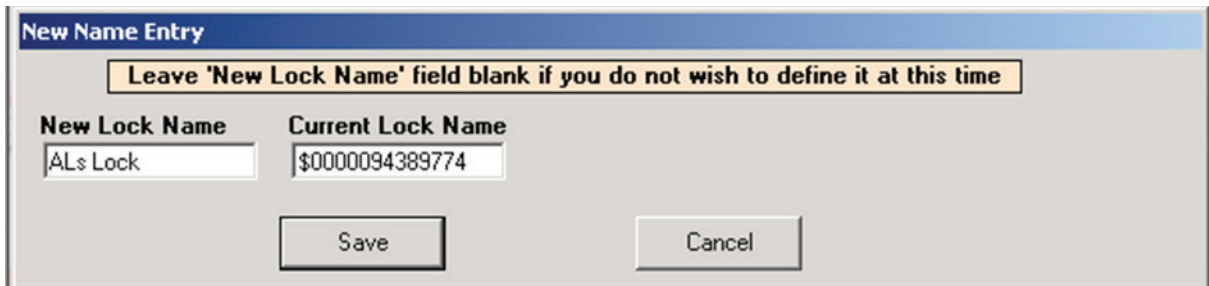 New Name Entry
Leave 'New Lock Name' field blank if you do not wish to define it at this time
New Lock Name Current Lock Name
ALs Lock $0000094389774
Save Cancel